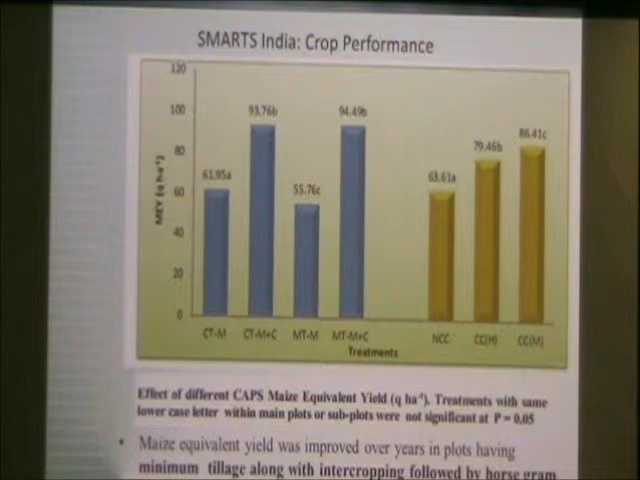 SMARTS India: Crop Performance
120
100
80
60
40
20
0
MEY (q ha⁻¹)
61.95a
93.76b
55.76c
94.49b
63.61a
79.46b
86.41c
CT-M
CT-M+C
MT-M
MT-M+C
NCC
CC(H)
CC(M)
Treatments
Effect of different CAPS Maize Equivalent Yield (q ha⁻¹). Treatments with same
lower case letter within main plots or sub-plots were not significant at P = 0.05
• Maize equivalent yield was improved over years in plots having
minimum tillage along with intercropping followed by horse gram